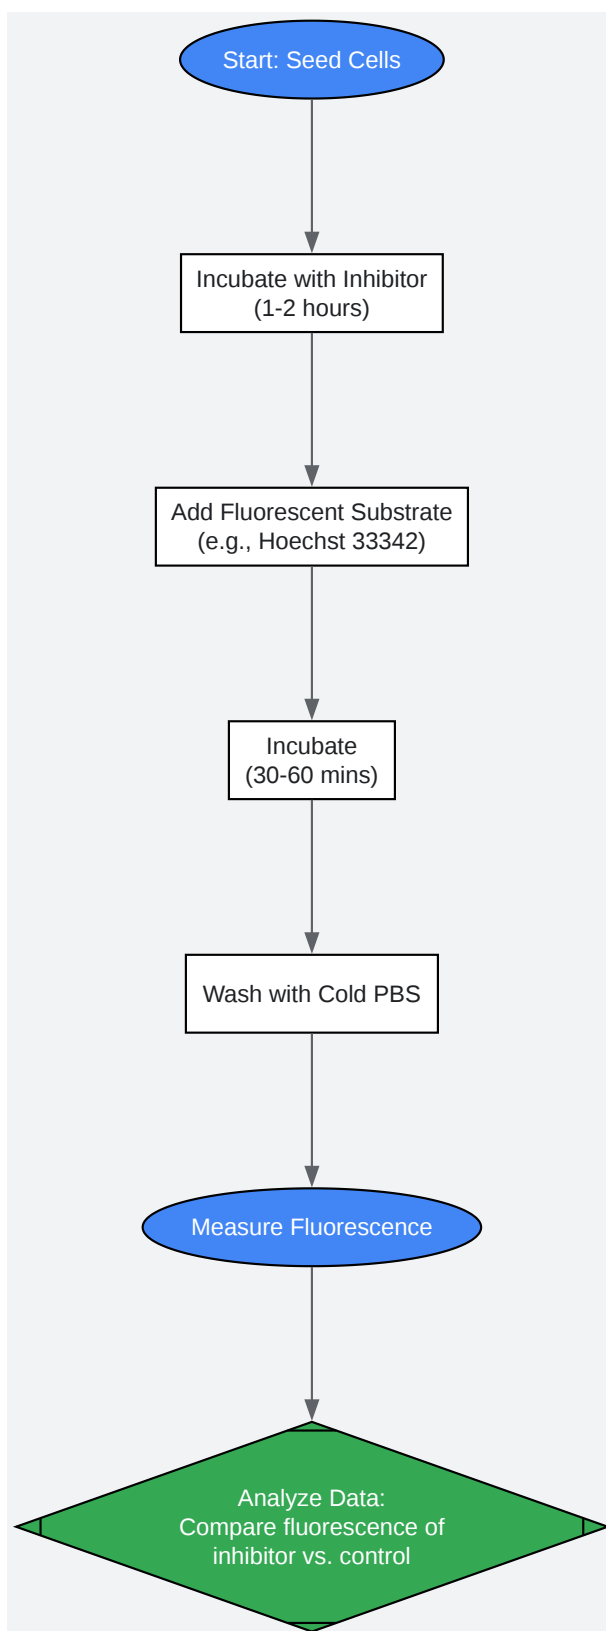 Start: Seed Cells
Incubate with Inhibitor
(1-2 hours)
Add Fluorescent Substrate
(e.g., Hoechst 33342)
Incubate
(30-60 mins)
Wash with Cold PBS
Measure Fluorescence
Analyze Data:
Compare fluorescence of
inhibitor vs. control